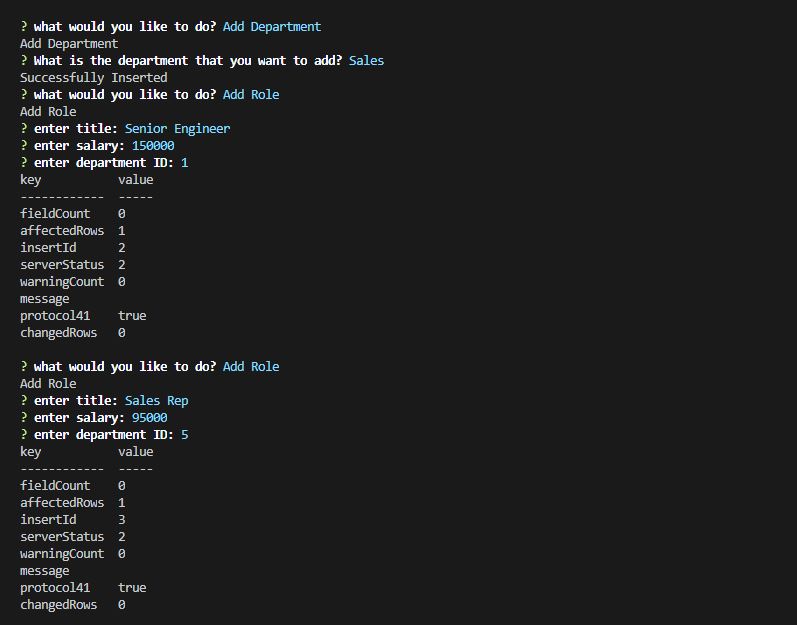 ? what would you like to do? Add Department
Add Department
? What is the department that you want to add? Sales
Successfully Inserted
? what would you like to do? Add Role
Add Role
? enter title: Senior Engineer
? enter salary: 150000
? enter department ID: 1
key           value
------------  -----
fieldCount    0
affectedRows  1
insertId      2
serverStatus  2
warningCount  0
message
protocol41    true
changedRows   0
? what would you like to do? Add Role
Add Role
? enter title: Sales Rep
? enter salary: 95000
? enter department ID: 5
key           value
------------  -----
fieldCount    0
affectedRows  1
insertId      3
serverStatus  2
warningCount  0
message
protocol41    true
changedRows   0